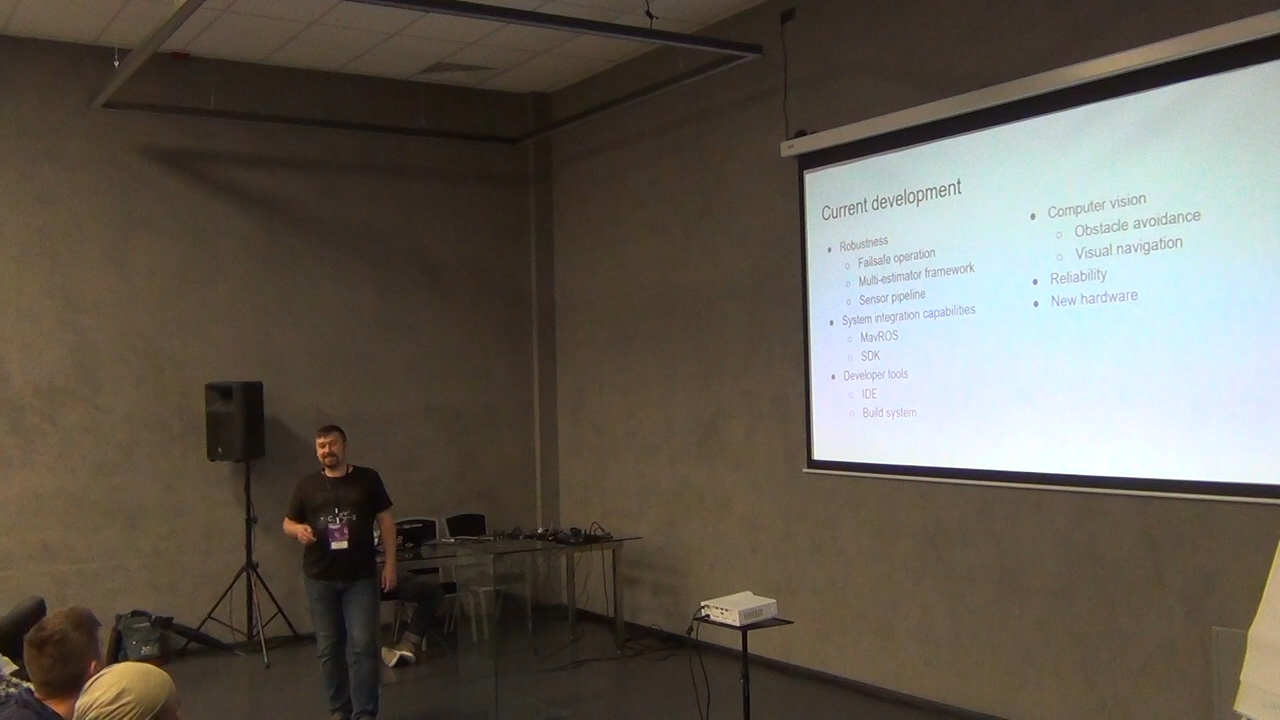 Current development
Robustness
Failsafe operation
Multi-estimator framework
Sensor pipeline
System integration capabilities
MavROS
SDK
Developer tools
IDE
Build system
Computer vision
Obstacle avoidance
Visual navigation
Reliability
New hardware